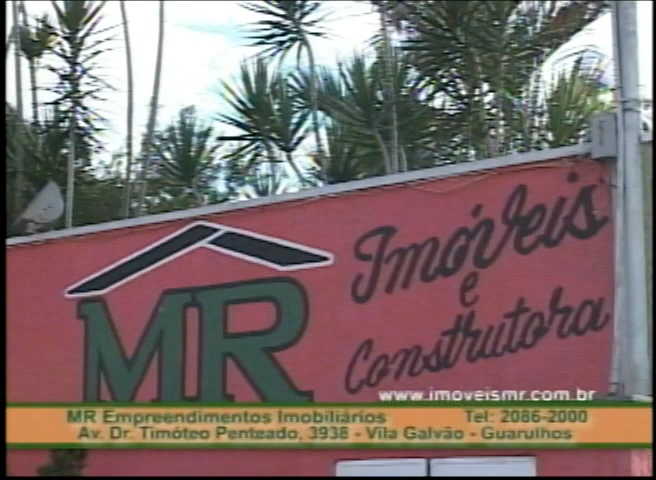 MR
Imóveis
e
Construtora
www.imoveismr.com.br
MR Empreendimentos Imobiliários Tel: 2086-2000
Av. Dr. Timóteo Penteado, 3938 - Vila Galvão - Guarulhos